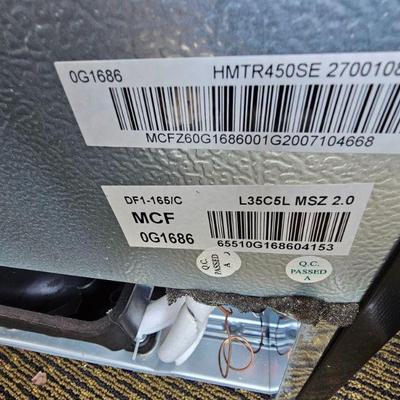 0G1686 HMTR450SE 2700108
MCFZ60G1686001G2007104668
DF1-165/C L35C5L MSZ 2.0
MCF
0G1686 65510G168604153
Q.C. PASSED A
Q.C. PASSED A